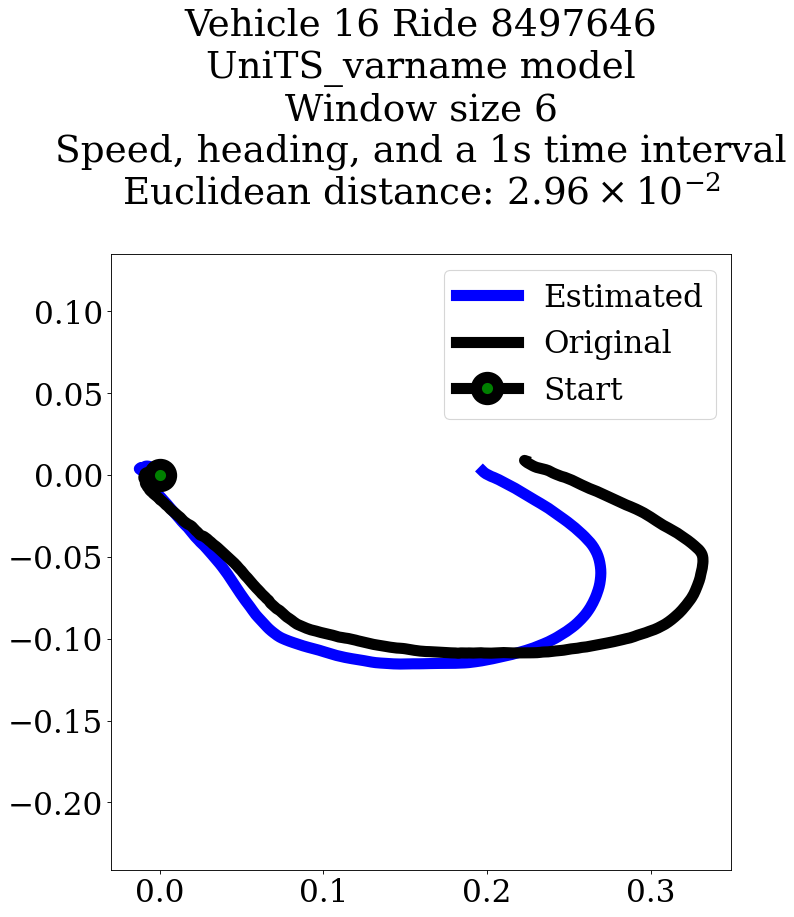 Vehicle 16 Ride 8497646
UniTS_varname model
Window size 6
Speed, heading, and a 1s time interval
Euclidean distance: 2.96 × 10⁻²
Estimated
Original
Start
0.10
0.05
0.00
−0.05
−0.10
−0.15
−0.20
0.0 0.1 0.2 0.3